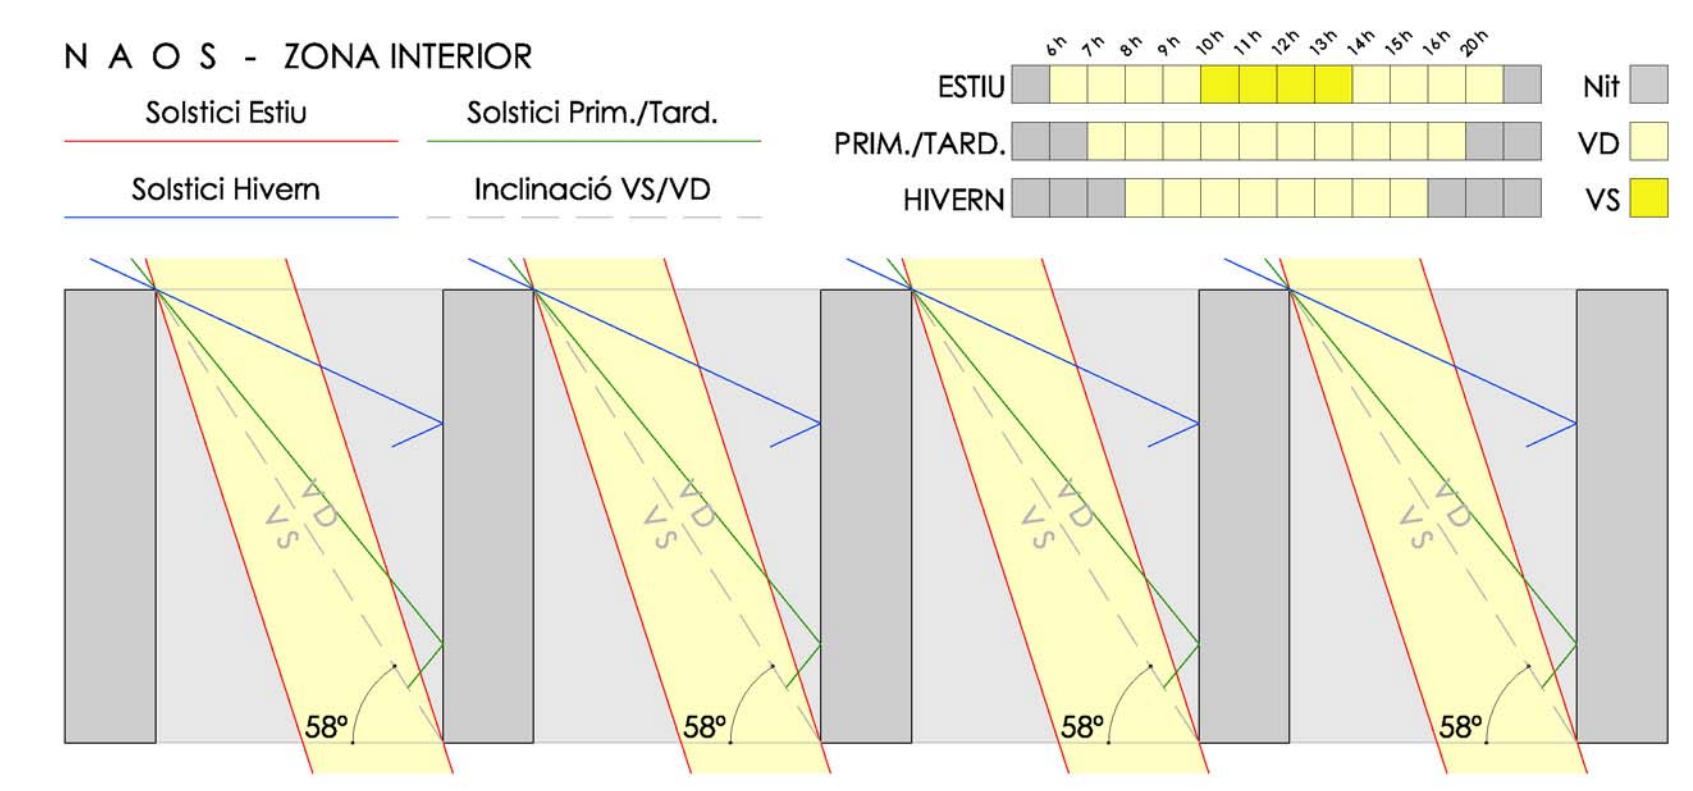 N A O S - ZONA INTERIOR
Solstici Estiu
Solstici Prim./Tard.
Solstici Hivern
Inclinació VS/VD
6h 7h 8h 9h 10h 11h 12h 13h 14h 15h 16h 20h
ESTIU
PRIM./TARD.
HIVERN
Nit
VD
VS
VD
VS
58º
VD
VS
58º
VD
VS
58º
VD
VS
58º